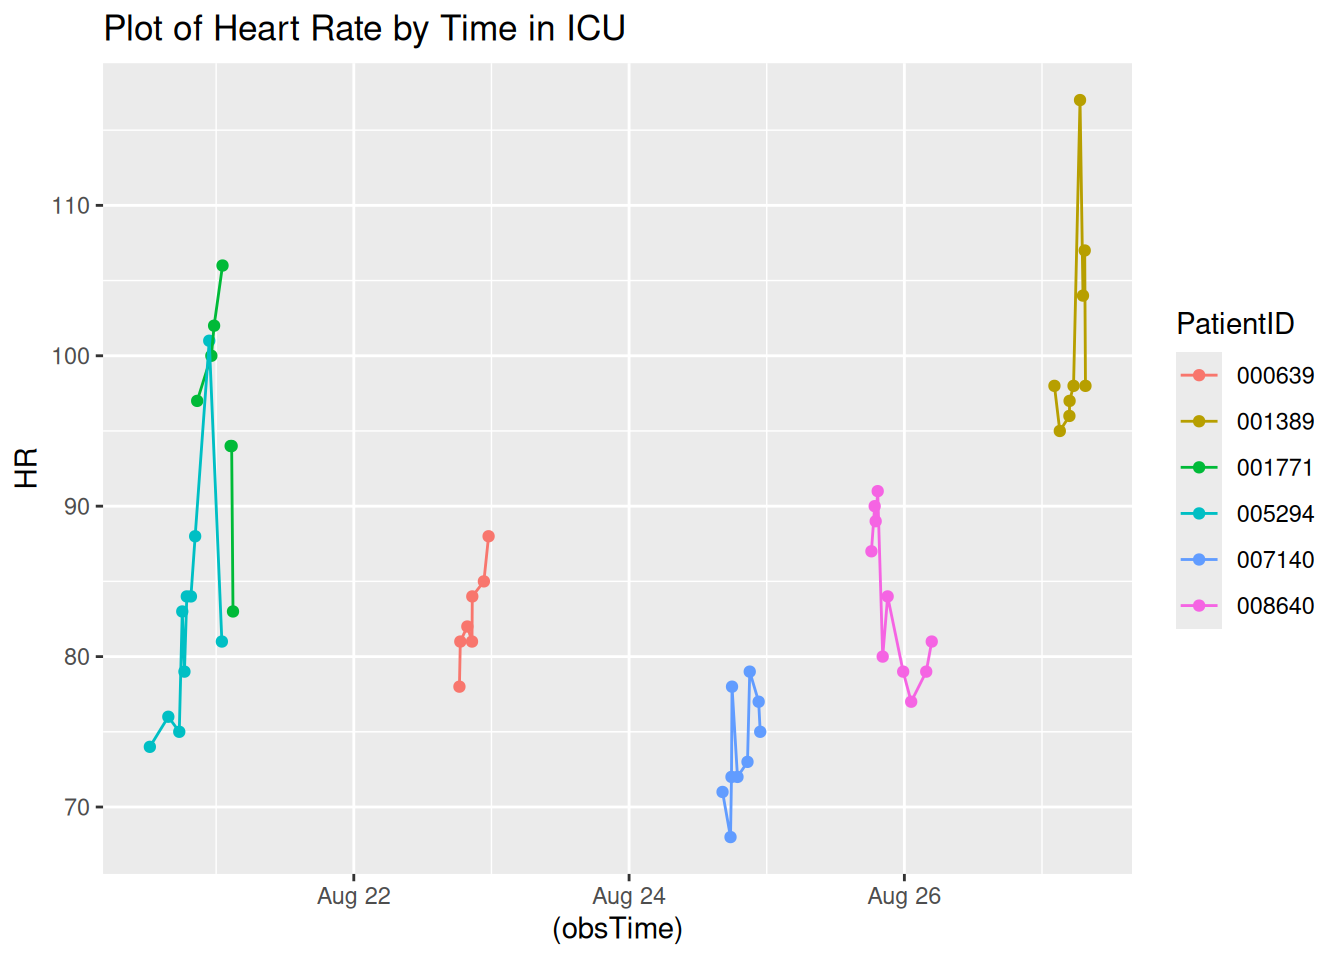 Plot of Heart Rate by Time in ICU
HR
110
100
90
80
70
Aug 22
Aug 24
Aug 26
(obsTime)
PatientID
000639
001389
001771
005294
007140
008640